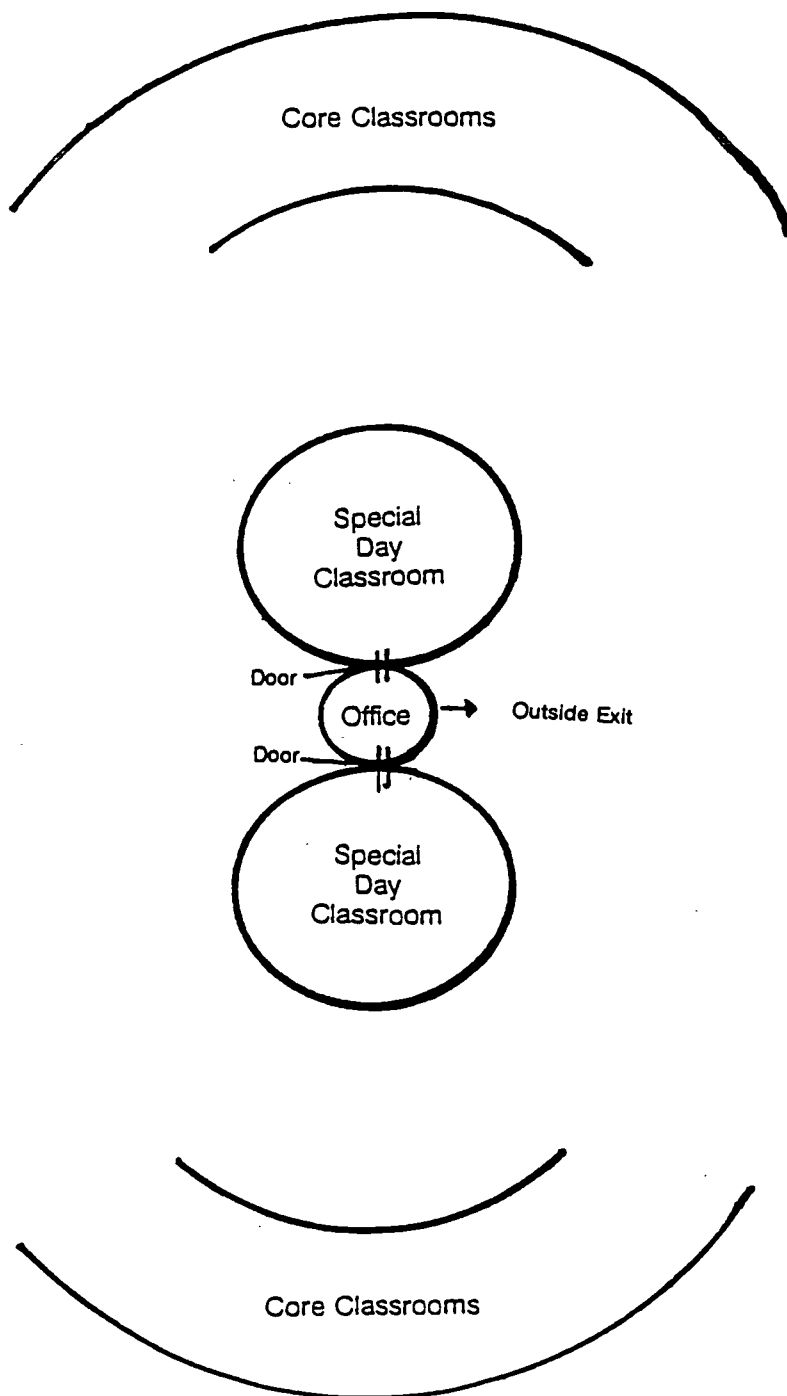 Core Classrooms
Special
Day
Classroom
Door
Office
Outside Exit
Door
Special
Day
Classroom
Core Classrooms